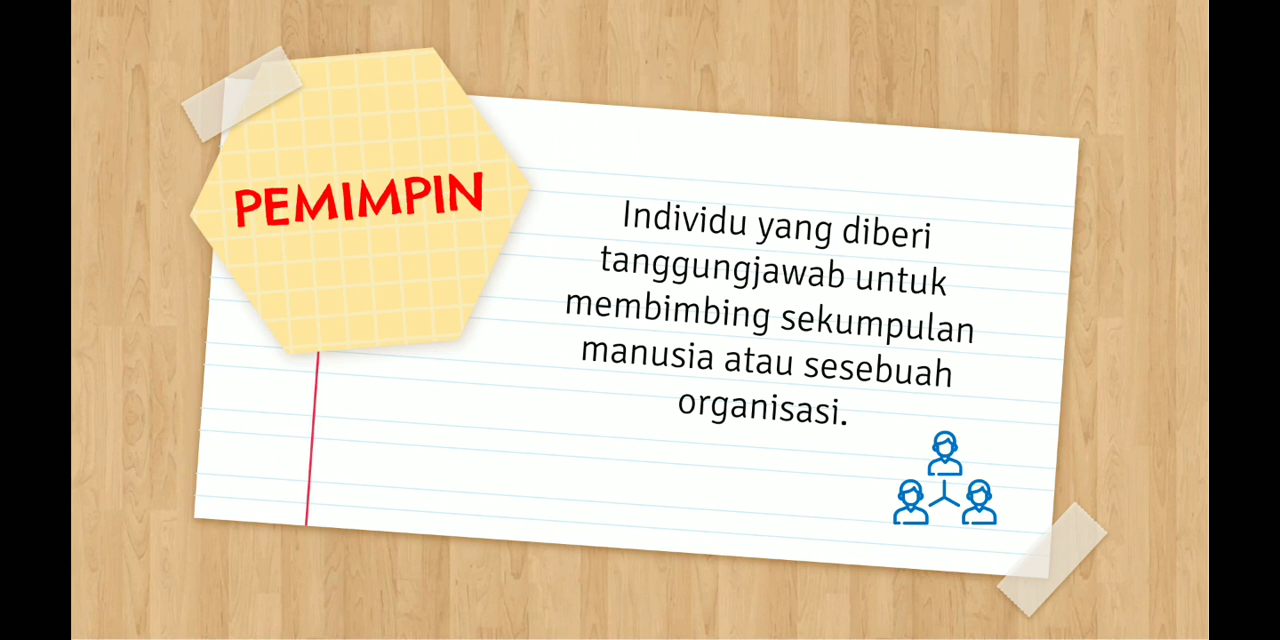 PEMIMPIN
Individu yang diberi
tanggungjawab untuk
membimbing sekumpulan
manusia atau sesebuah
organisasi.